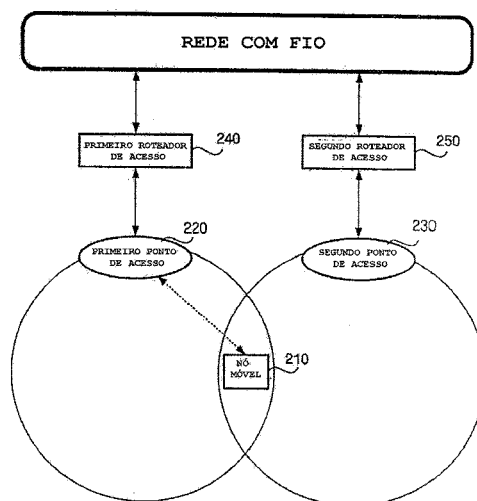 REDE COM FIO
PRIMEIRO ROTEADOR
DE ACESSO
240
SEGUNDO ROTEADOR
DE ACESSO
250
220
PRIMEIRO PONTO
DE ACESSO
230
SEGUNDO PONTO
DE ACESSO
NÓ
MÓVEL
210